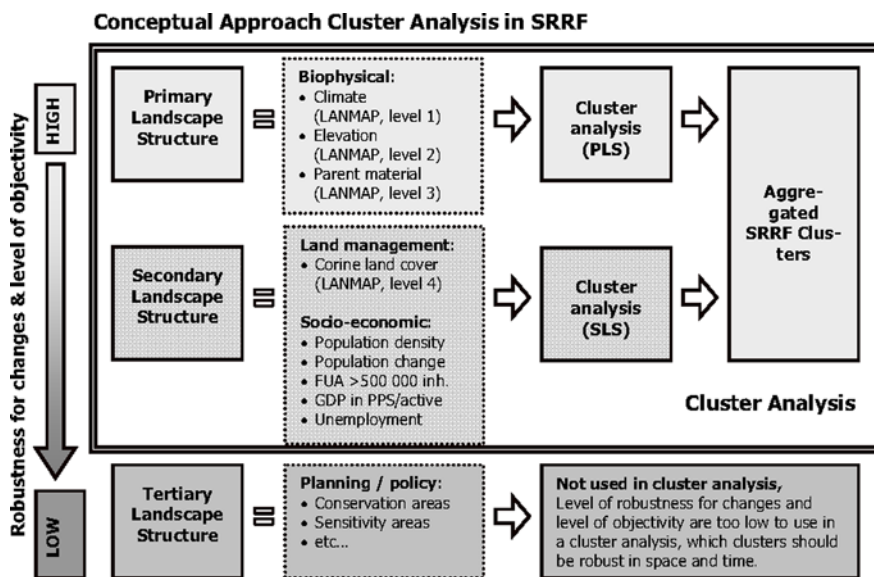 Conceptual Approach Cluster Analysis in SRRF
Robustness for changes & level of objectivity
HIGH
LOW
Primary
Landscape
Structure
=
Biophysical:
• Climate
(LANMAP, level 1)
• Elevation
(LANMAP, level 2)
• Parent material
(LANMAP, level 3)
Cluster
analysis
(PLS)
Aggre-
gated
SRRF Clus-
ters
Secondary
Landscape
Structure
=
Land management:
• Corine land cover
(LANMAP, level 4)
Socio-economic:
• Population density
• Population change
• FUA >500 000 inh.
• GDP in PPS/active
• Unemployment
Cluster
analysis
(SLS)
Cluster Analysis
Tertiary
Landscape
Structure
=
Planning / policy:
• Conservation areas
• Sensitivity areas
• etc...
Not used in cluster analysis,
Level of robustness for changes and
level of objectivity are too low to use in
a cluster analysis, which clusters should
be robust in space and time.